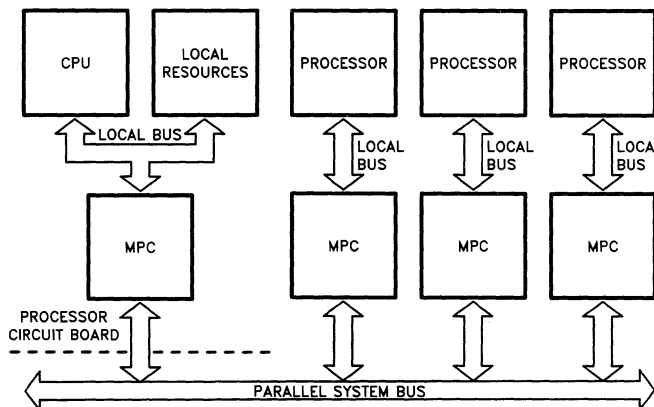 CPU
LOCAL
RESOURCES
PROCESSOR
PROCESSOR
PROCESSOR
LOCAL BUS
LOCAL
BUS
LOCAL
BUS
LOCAL
BUS
MPC
MPC
MPC
MPC
PROCESSOR
CIRCUIT BOARD
PARALLEL SYSTEM BUS